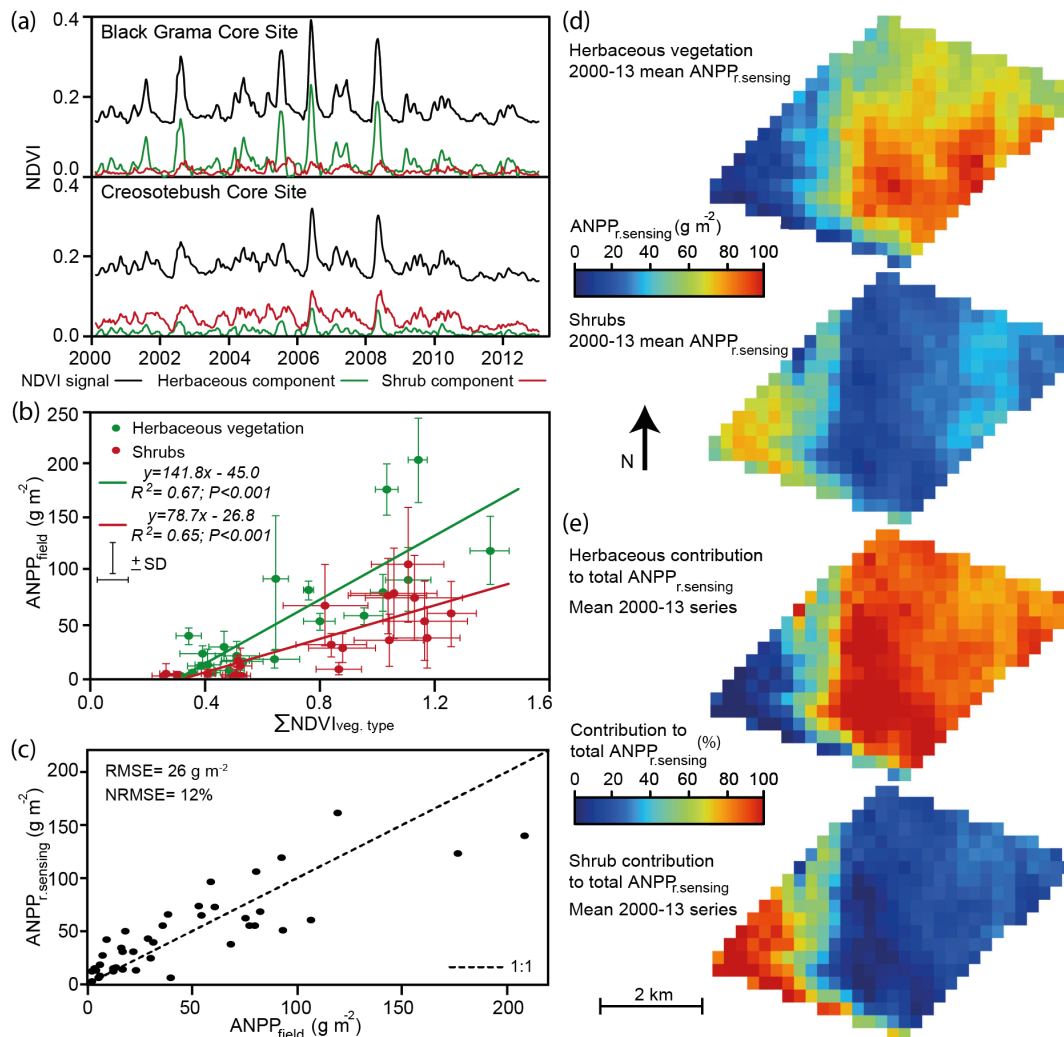 (a)
0.4
Black Grama Core Site
0.2
0.0
NDVI
0.4
Creosotebush Core Site
0.2
0.0
2000 2002 2004 2006 2008 2010 2012
NDVI signal Herbaceous component Shrub component
(b)
250
200
150
100
50
0
ANPPfield (g m-2)
Herbaceous vegetation
Shrubs
y=141.8x - 45.0
R2= 0.67; P<0.001
y=78.7x - 26.8
R2= 0.65; P<0.001
± SD
0.0 0.4 0.8 1.2 1.6
∑NDVIveg. type
(c)
200
150
100
50
0
ANPPr.sensing (g m-2)
RMSE= 26 g m-2
NRMSE= 12%
1:1
0 50 100 150 200
ANPPfield (g m-2)
(d)
Herbaceous vegetation
2000-13 mean ANPPr.sensing
ANPPr.sensing (g m-2)
0 20 40 60 80 100
Shrubs
2000-13 mean ANPPr.sensing
N
(e)
Herbaceous contribution
to total ANPPr.sensing
Mean 2000-13 series
Contribution to
total ANPPr.sensing (%)
0 20 40 60 80 100
Shrub contribution
to total ANPPr.sensing
Mean 2000-13 series
2 km